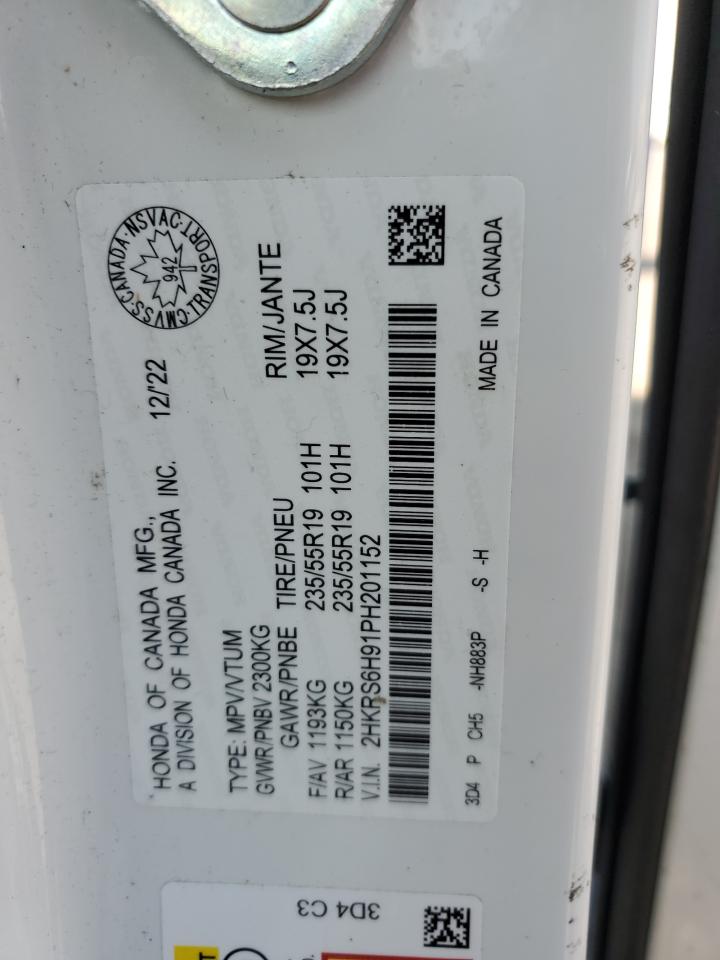 HONDA OF CANADA MFG.,
A DIVISION OF HONDA CANADA INC. 12/'22
CMVSS·CANADA·NSVAC·TRANSPORT·
942
TYPE: MPV/VTUM
GVWR/PNBV 2300KG
GAWR/PNBE TIRE/PNEU RIM/JANTE
F/AV 1193KG 235/55R19 101H 19X7.5J
R/AR 1150KG 235/55R19 101H 19X7.5J
V.I.N. 2HKRS6H91PH201152
3D4 P CH5 -NH883P -S -H MADE IN CANADA
3D4 C3